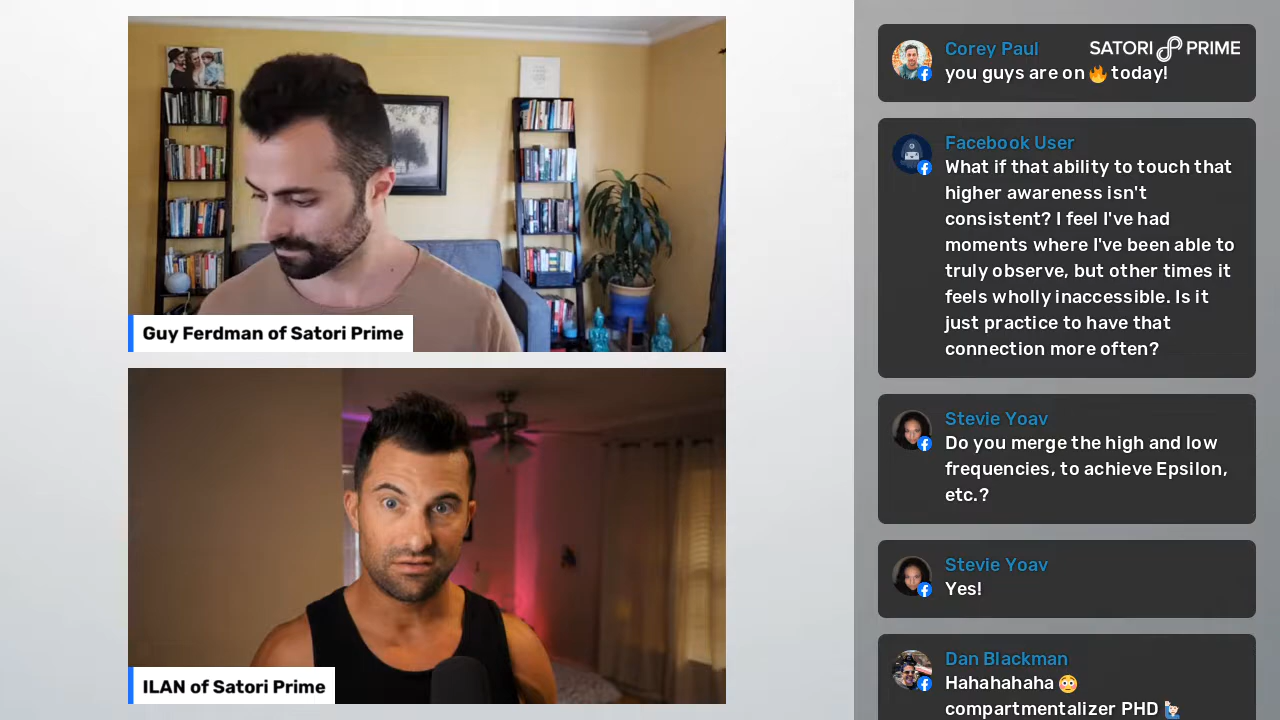 Guy Ferdman of Satori Prime
ILAN of Satori Prime
SATORI PRIME
Corey Paul
you guys are on 🔥 today!
Facebook User
What if that ability to touch that
higher awareness isn't
consistent? I feel I've had
moments where I've been able to
truly observe, but other times it
feels wholly inaccessible. Is it
just practice to have that
connection more often?
Stevie Yoav
Do you merge the high and low
frequencies, to achieve Epsilon,
etc.?
Stevie Yoav
Yes!
Dan Blackman
Hahahahaha 😳
compartmentalizer PHD 🙋🏻‍♂️